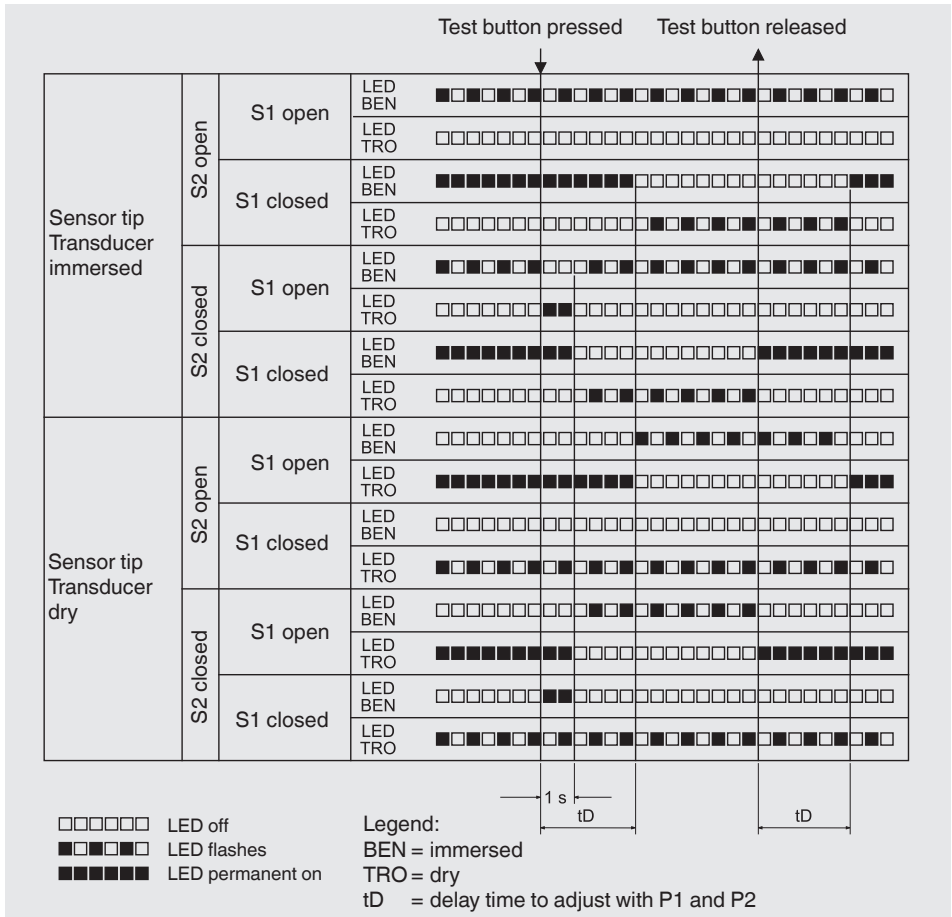 Test button pressed
Test button released
Sensor tip
Transducer
immersed
S2 open
S1 open
LED
BEN
LED
TRO
S1 closed
LED
BEN
LED
TRO
S2 closed
S1 open
LED
BEN
LED
TRO
S1 closed
LED
BEN
LED
TRO
Sensor tip
Transducer
dry
S2 open
S1 open
LED
BEN
LED
TRO
S1 closed
LED
BEN
LED
TRO
S2 closed
S1 open
LED
BEN
LED
TRO
S1 closed
LED
BEN
LED
TRO
1 s
tD
tD
LED off
LED flashes
LED permanent on
Legend:
BEN = immersed
TRO = dry
tD = delay time to adjust with P1 and P2